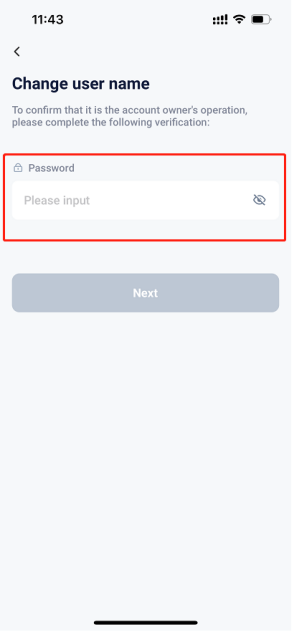 11:43
Change user name
To confirm that it is the account owner's operation,
please complete the following verification:
Password
Please input
Next